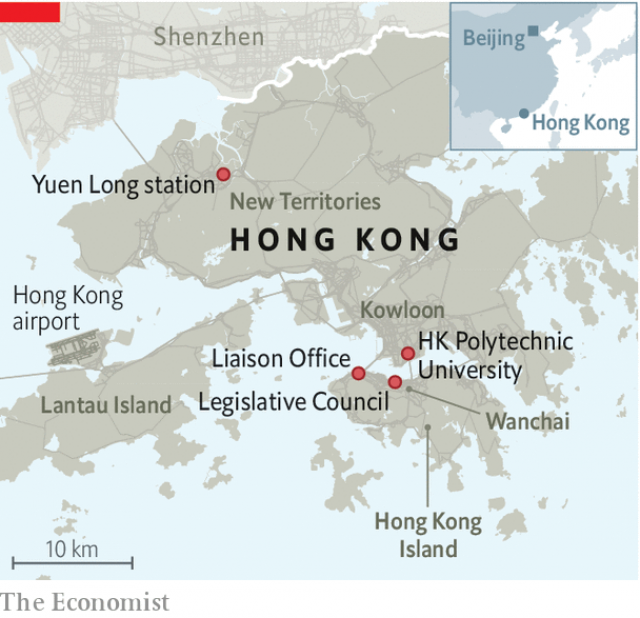 Shenzhen
Beijing
Hong Kong
Yuen Long station
New Territories
HONG KONG
Hong Kong
airport
Kowloon
HK Polytechnic
University
Liaison Office
Legislative Council
Lantau Island
Wanchai
Hong Kong
Island
10 km
The Economist